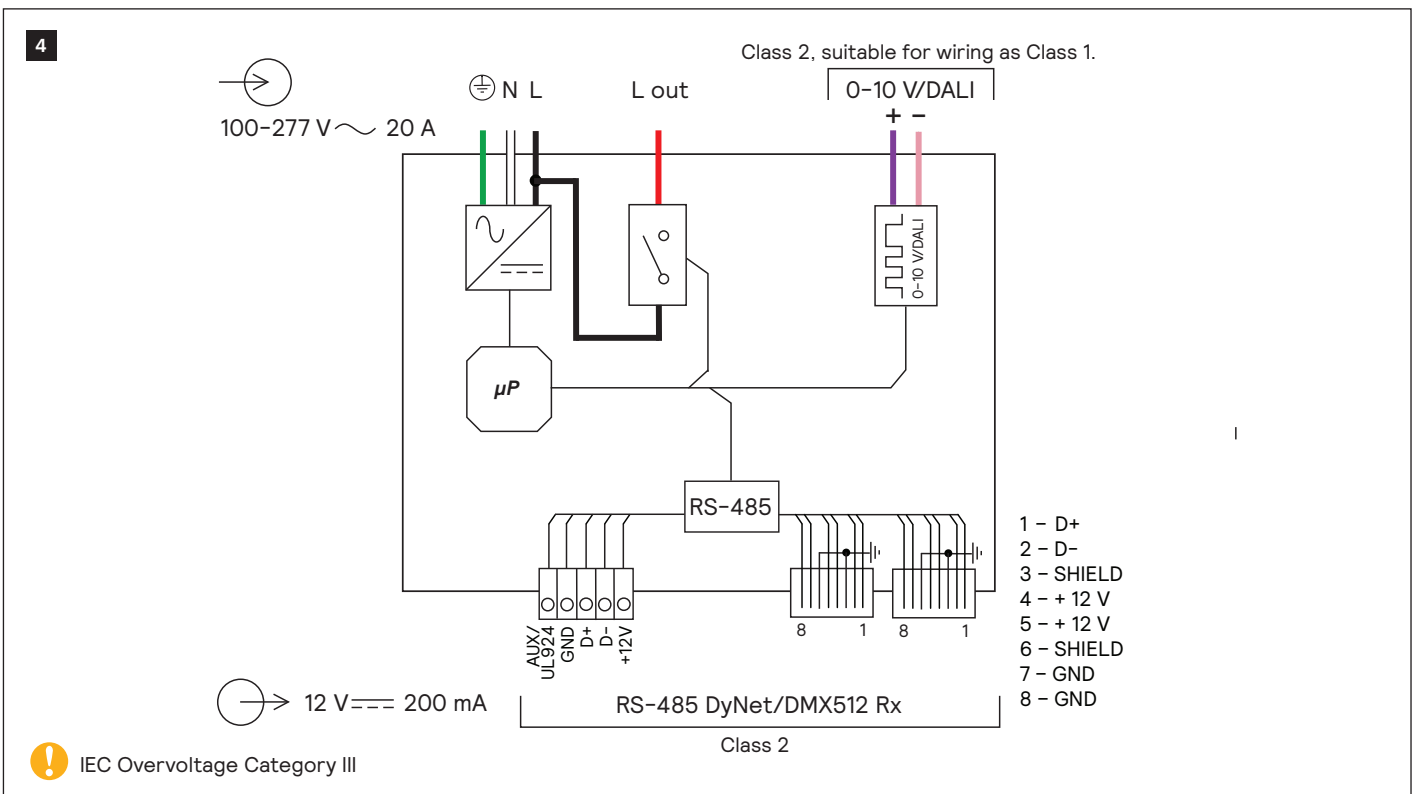 4
Class 2, suitable for wiring as Class 1.
N L
L out
0-10 V/DALI
+ -
100-277 V 20 A
0-10 V/DALI
µP
RS-485
1 - D+
2 - D-
3 - SHIELD
4 - + 12 V
5 - + 12 V
6 - SHIELD
7 - GND
8 - GND
8 1
8 1
AUX/
UL924
GND
D+
D-
+12V
12 V 200 mA
RS-485 DyNet/DMX512 Rx
Class 2
! IEC Overvoltage Category III